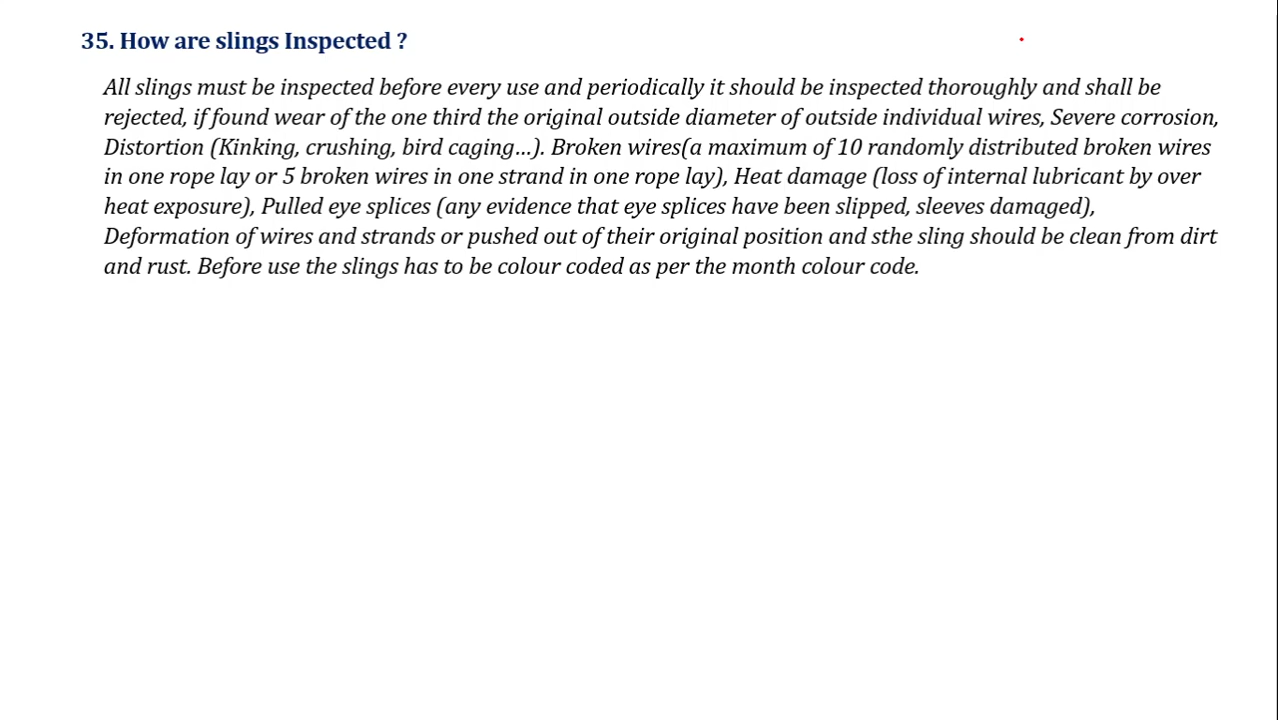 35. How are slings Inspected ?
All slings must be inspected before every use and periodically it should be inspected thoroughly and shall be
rejected, if found wear of the one third the original outside diameter of outside individual wires, Severe corrosion,
Distortion (Kinking, crushing, bird caging...). Broken wires(a maximum of 10 randomly distributed broken wires
in one rope lay or 5 broken wires in one strand in one rope lay), Heat damage (loss of internal lubricant by over
heat exposure), Pulled eye splices (any evidence that eye splices have been slipped, sleeves damaged),
Deformation of wires and strands or pushed out of their original position and sthe sling should be clean from dirt
and rust. Before use the slings has to be colour coded as per the month colour code.